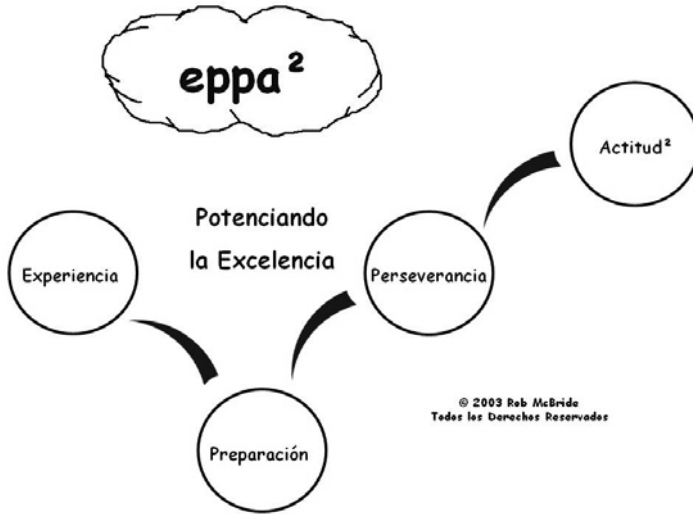 eppa²
Actitud²
Potenciando
la Excelencia
Experiencia
Perseverancia
© 2003 Rob McBride
Todos los Derechos Reservados
Preparación